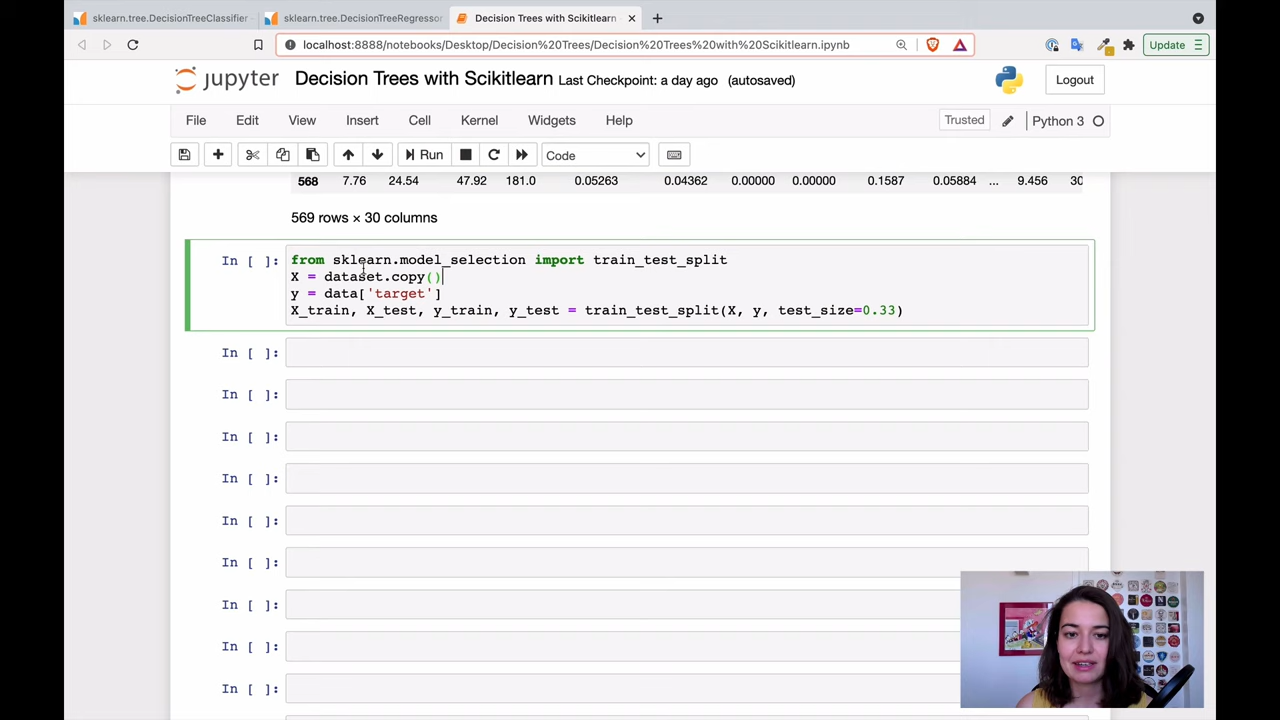 sklearn.tree.DecisionTreeClassifier
sklearn.tree.DecisionTreeRegressor
Decision Trees with Scikitlearn
localhost:8888/notebooks/Desktop/Decision%20Trees/Decision%20Trees%20with%20Scikitlearn.ipynb
Update
jupyter Decision Trees with Scikitlearn Last Checkpoint: a day ago (autosaved)
Logout
File Edit View Insert Cell Kernel Widgets Help
Trusted
Python 3
Run
Code
568 7.76 24.54 47.92 181.0 0.05263 0.04362 0.00000 0.00000 0.1587 0.05884 ... 9.456 30
569 rows × 30 columns
In [ ]: from sklearn.model_selection import train_test_split
X = dataset.copy()
y = data['target']
X_train, X_test, y_train, y_test = train_test_split(X, y, test_size=0.33)
In [ ]:
In [ ]:
In [ ]:
In [ ]:
In [ ]:
In [ ]:
In [ ]:
In [ ]:
In [ ]: